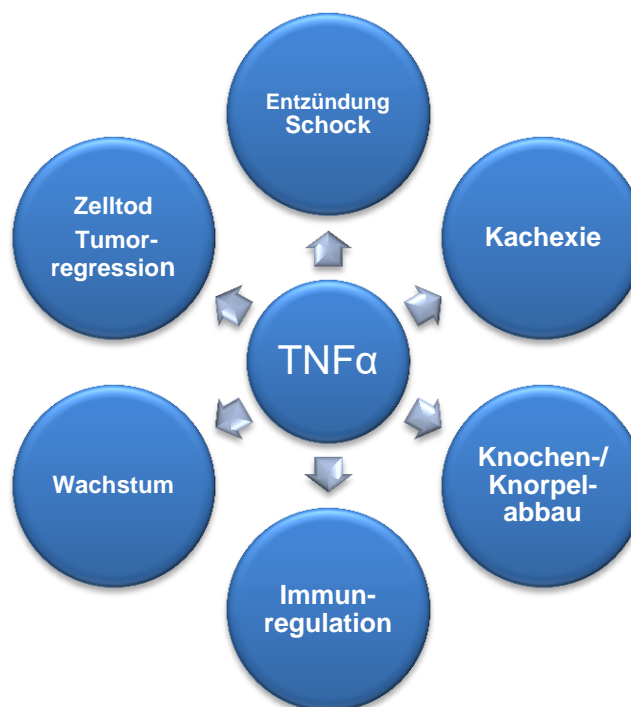 Entzündung
Schock
Zelltod
Tumor-
regression
Kachexie
TNFα
Wachstum
Knochen-/
Knorpel-
abbau
Immun-
regulation